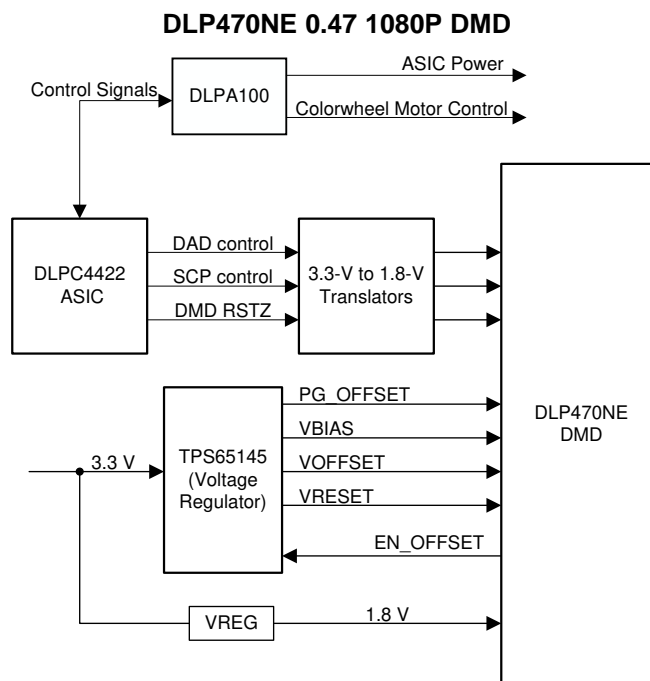 DLP470NE 0.47 1080P DMD
ASIC Power
Control Signals
DLPA100
Colorwheel Motor Control
DLPC4422
ASIC
DAD control
SCP control
DMD RSTZ
3.3-V to 1.8-V
Translators
DLP470NE
DMD
3.3 V
TPS65145
(Voltage
Regulator)
PG_OFFSET
VBIAS
VOFFSET
VRESET
EN_OFFSET
VREG
1.8 V